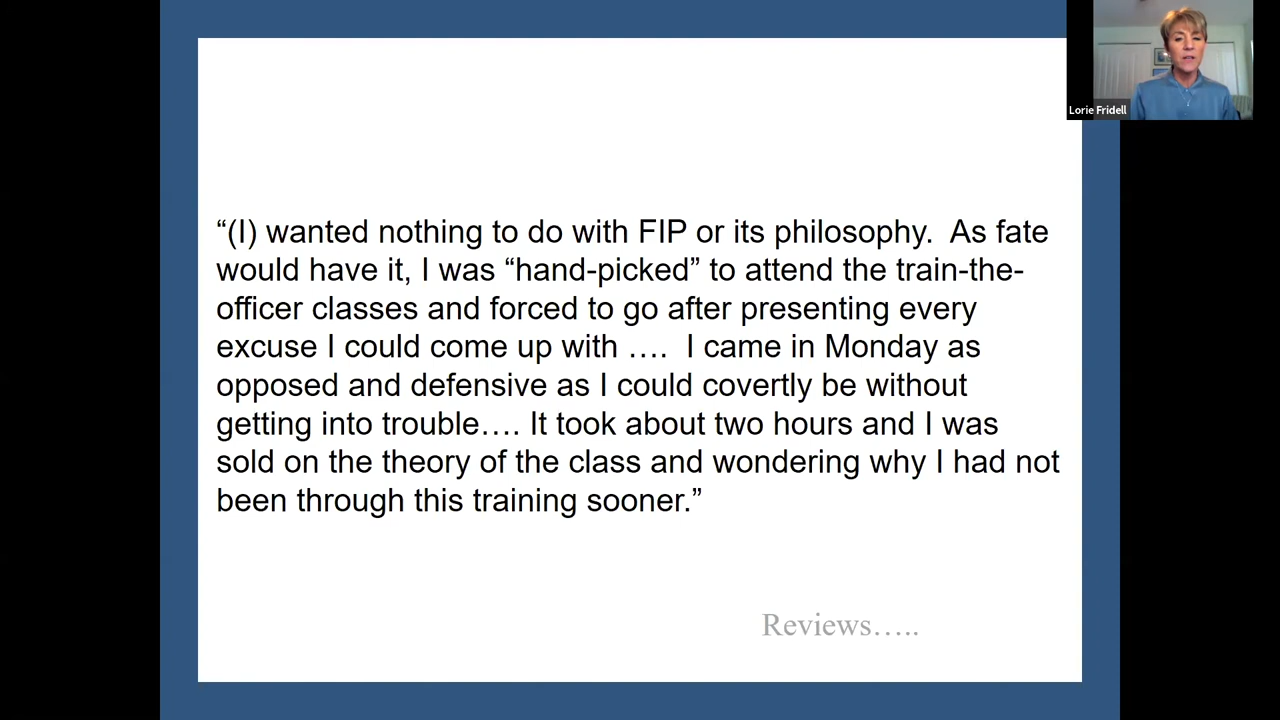 Lorie Fridell
“(I) wanted nothing to do with FIP or its philosophy.  As fate
would have it, I was “hand-picked” to attend the train-the-
officer classes and forced to go after presenting every
excuse I could come up with ….  I came in Monday as
opposed and defensive as I could covertly be without
getting into trouble…. It took about two hours and I was
sold on the theory of the class and wondering why I had not
been through this training sooner.”
Reviews…..